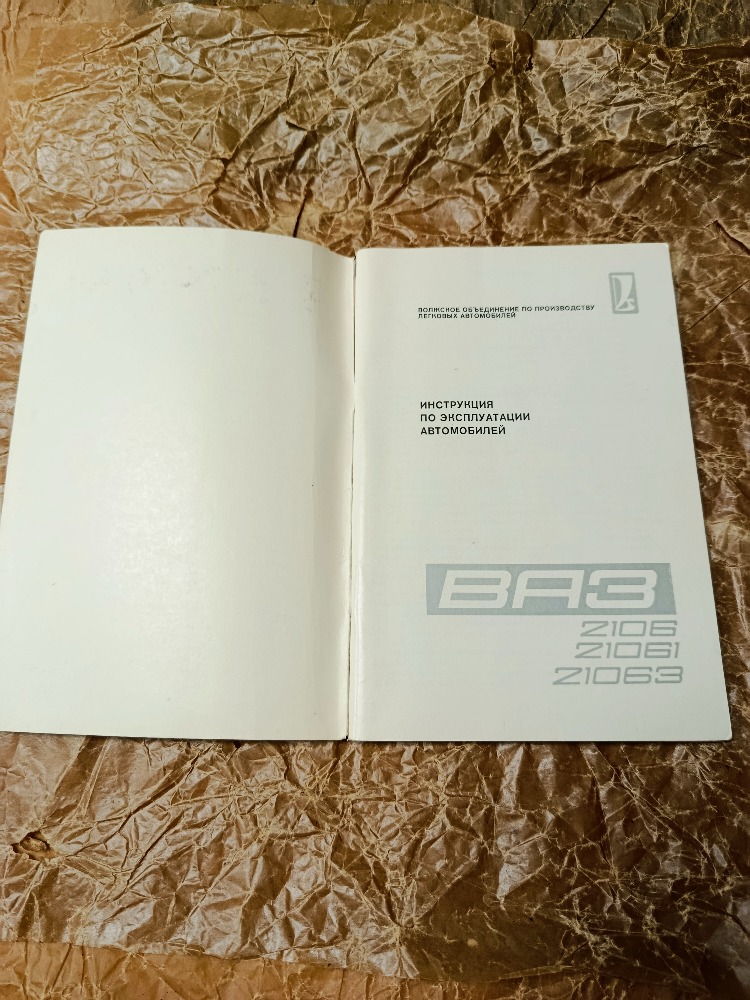 ВОЛЖСКОЕ ОБЪЕДИНЕНИЕ ПО ПРОИЗВОДСТВУ
ЛЕГКОВЫХ АВТОМОБИЛЕЙ
ИНСТРУКЦИЯ
ПО ЭКСПЛУАТАЦИИ
АВТОМОБИЛЕЙ
ВАЗ
2106
21061
21063